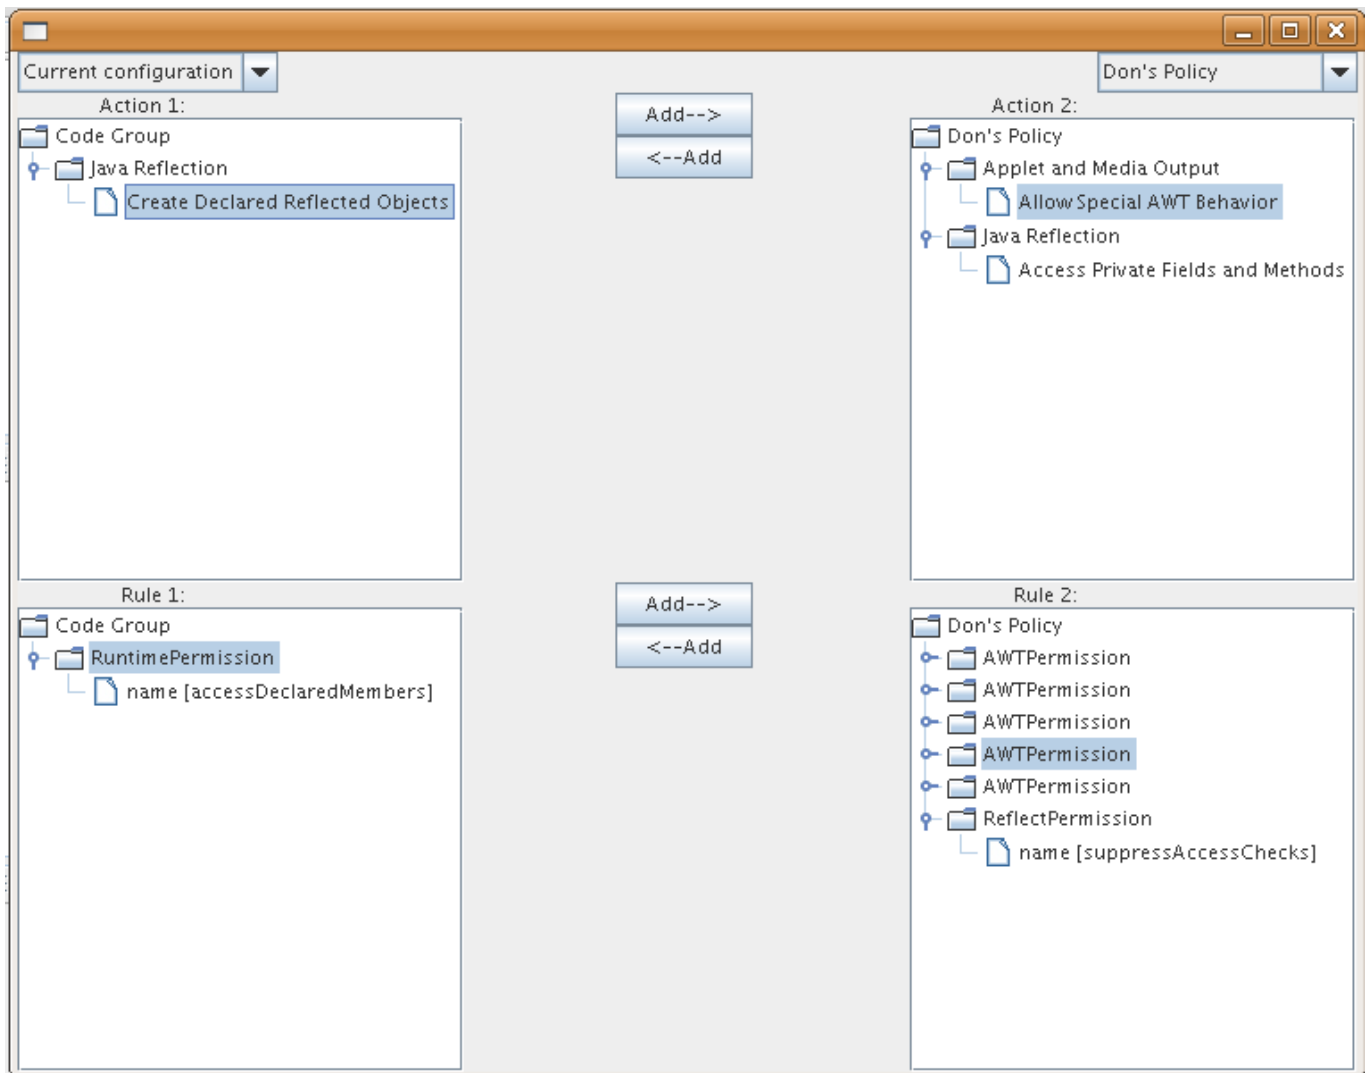 Current configuration
Don's Policy
Action 1:
Code Group
Java Reflection
Create Declared Reflected Objects
Add-->
<--Add
Action 2:
Don's Policy
Applet and Media Output
Allow Special AWT Behavior
Java Reflection
Access Private Fields and Methods
Rule 1:
Code Group
RuntimePermission
name [accessDeclaredMembers]
Add-->
<--Add
Rule 2:
Don's Policy
AWTPermission
AWTPermission
AWTPermission
AWTPermission
AWTPermission
ReflectPermission
name [suppressAccessChecks]